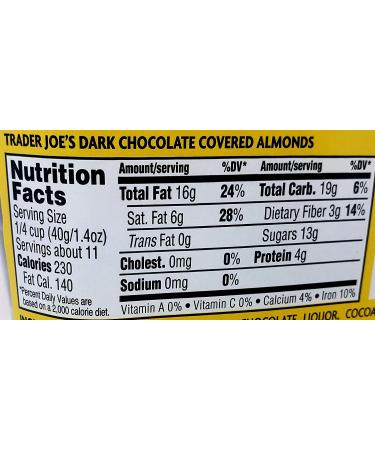 TRADER JOE'S DARK CHOCOLATE COVERED ALMONDS
Nutrition
Facts
Serving Size
1/4 cup (40g/1.4oz)
Servings about 11
Calories 230
Fat Cal. 140
*Percent Daily Values are
based on a 2,000 calorie diet.
Amount/serving %DV* Amount/serving %DV*
Total Fat 16g 24% Total Carb. 19g 6%
Sat. Fat 6g 28% Dietary Fiber 3g 14%
Trans Fat 0g Sugars 13g
Cholest. 0mg 0% Protein 4g
Sodium 0mg 0%
Vitamin A 0% • Vitamin C 0% • Calcium 4% • Iron 10%
CHOCOLATE LIQUOR, COCOA